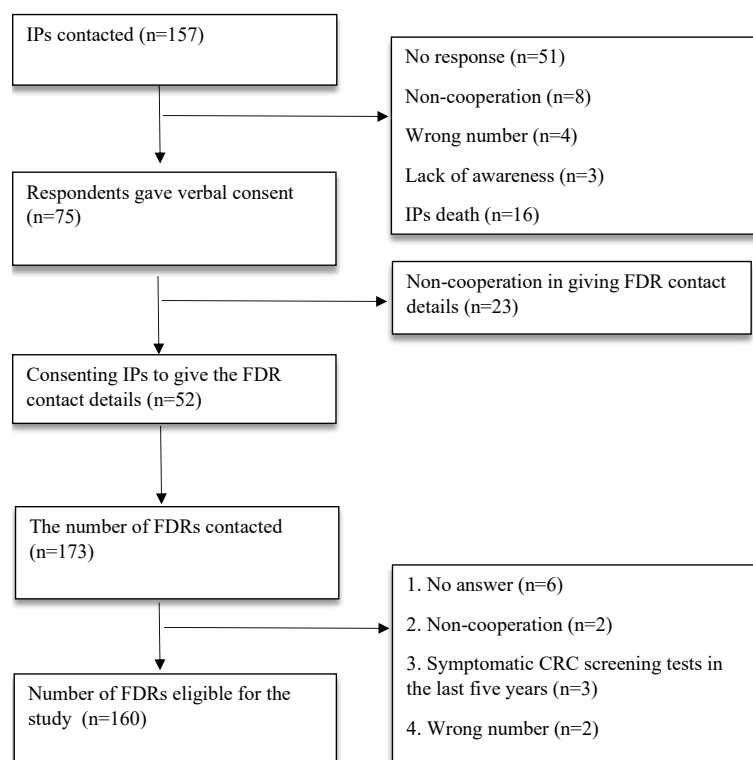 IPs contacted (n=157)
No response (n=51)
Non-cooperation (n=8)
Wrong number (n=4)
Lack of awareness (n=3)
IPs death (n=16)
Respondents gave verbal consent
(n=75)
Non-cooperation in giving FDR contact
details (n=23)
Consenting IPs to give the FDR
contact details (n=52)
The number of FDRs contacted
(n=173)
1. No answer (n=6)
2. Non-cooperation (n=2)
3. Symptomatic CRC screening tests in
the last five years (n=3)
4. Wrong number (n=2)
Number of FDRs eligible for the
study (n=160)